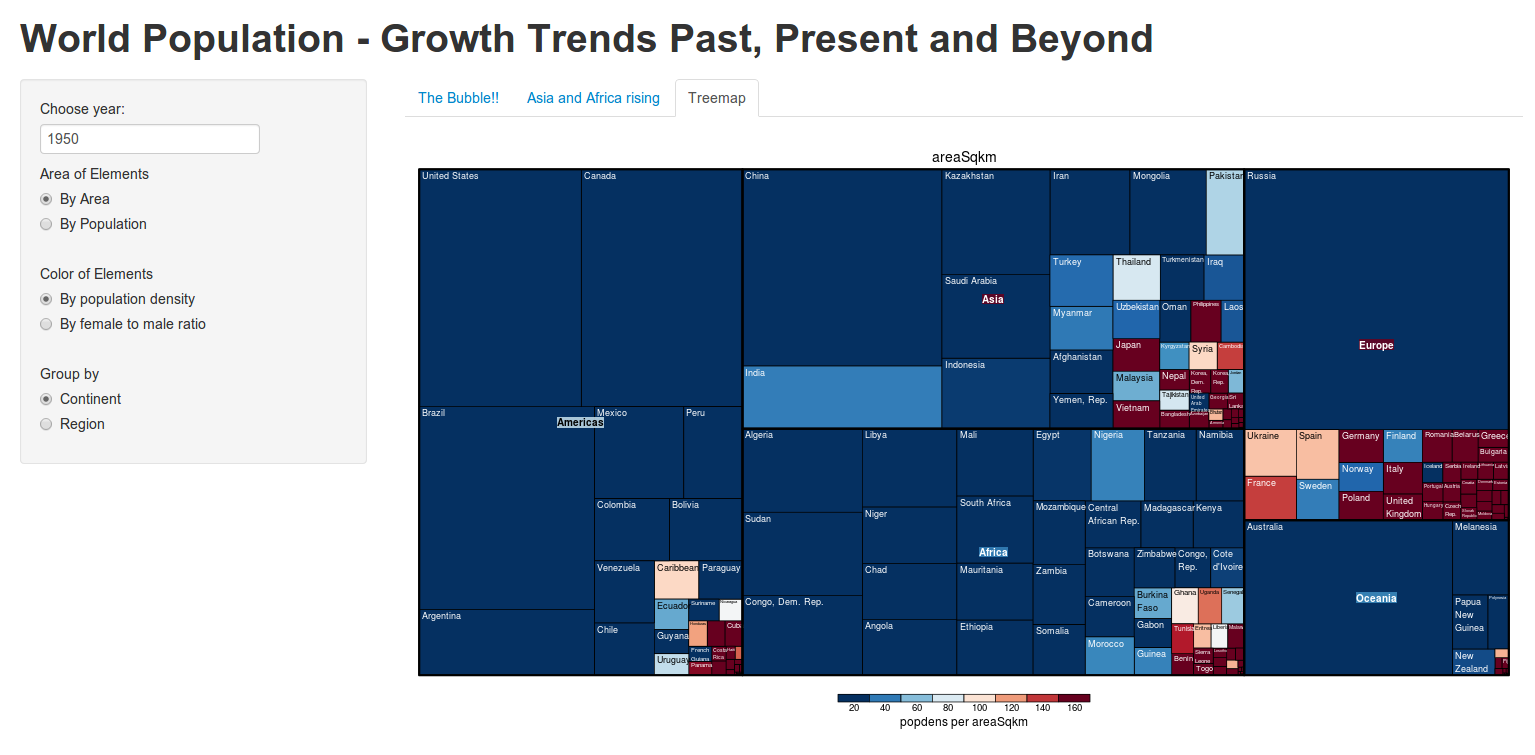 World Population - Growth Trends Past, Present and Beyond
Choose year:
1950
Area of Elements
By Area
By Population
Color of Elements
By population density
By female to male ratio
Group by
Continent
Region
The Bubble!!
Asia and Africa rising
Treemap
areaSqkm
United States
Canada
Brazil
Americas
Mexico
Peru
Colombia
Bolivia
Venezuela
Caribbean
Paraguay
Ecuado
Suriname
Argentina
Chile
Guyana
Cuba
French
Guiana
Costa
Rica
Uruguay
Panama
China
Kazakhstan
Iran
Mongolia
Pakistan
Turkey
Thailand
Turkmenistan
Iraq
Saudi Arabia
Asia
Myanmar
Uzbekistan
Oman
Philippines
Laos
Japan
Kyrgyzstan
Syria
Cambodia
Indonesia
Afghanistan
India
Malaysia
Nepal
Korea,
Dem.
Rep.
Korea,
Rep.
Yemen, Rep.
Tajikistan
United
Arab
Emirates
Georgia
Sri
Lanka
Vietnam
Bangladesh
Russia
Europe
Ukraine
Spain
Germany
Finland
Romania
Belarus
Greece
Bulgaria
Norway
Italy
Iceland
Serbia
Ireland
Latvi
France
Sweden
Portugal
Austria
Poland
United
Kingdom
Hungary
Czech
Rep.
Algeria
Libya
Mali
Egypt
Nigeria
Tanzania
Namibia
Sudan
Niger
South Africa
Africa
Mozambique
Central
African Rep.
Madagascar
Kenya
Botswana
Zimbabwe
Congo,
Rep.
Cote
d'Ivoire
Chad
Mauritania
Zambia
Congo, Dem. Rep.
Cameroon
Burkina
Faso
Ghana
Uganda
Senegal
Angola
Ethiopia
Somalia
Gabon
Tunisia
Eritrea
Liberi
Malaw
Morocco
Guinea
Benin
Sierra
Leone
Togo
Australia
Melanesia
Oceania
Papua
New
Guinea
Polynesia
New
Zealand
20 40 60 80 100 120 140 160
popdens per areaSqkm